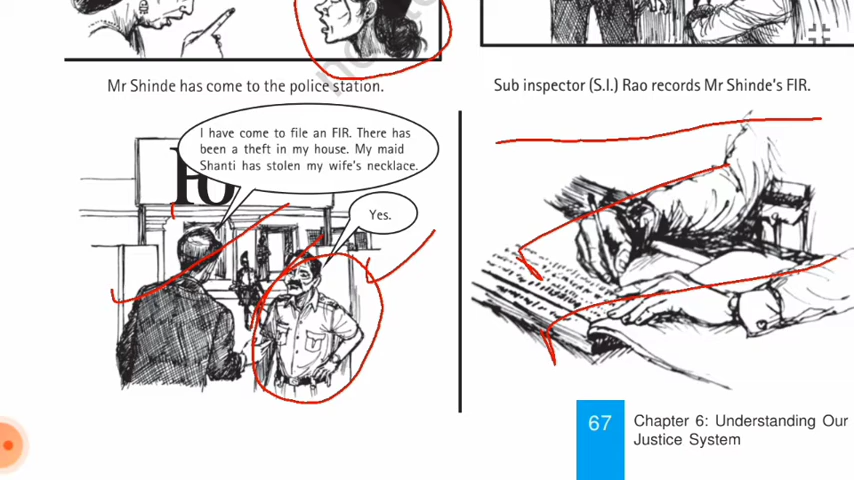 Mr Shinde has come to the police station.
Sub inspector (S.I.) Rao records Mr Shinde's FIR.
I have come to file an FIR. There has
been a theft in my house. My maid
Shanti has stolen my wife's necklace.
PO
Yes.
67
Chapter 6: Understanding Our
Justice System